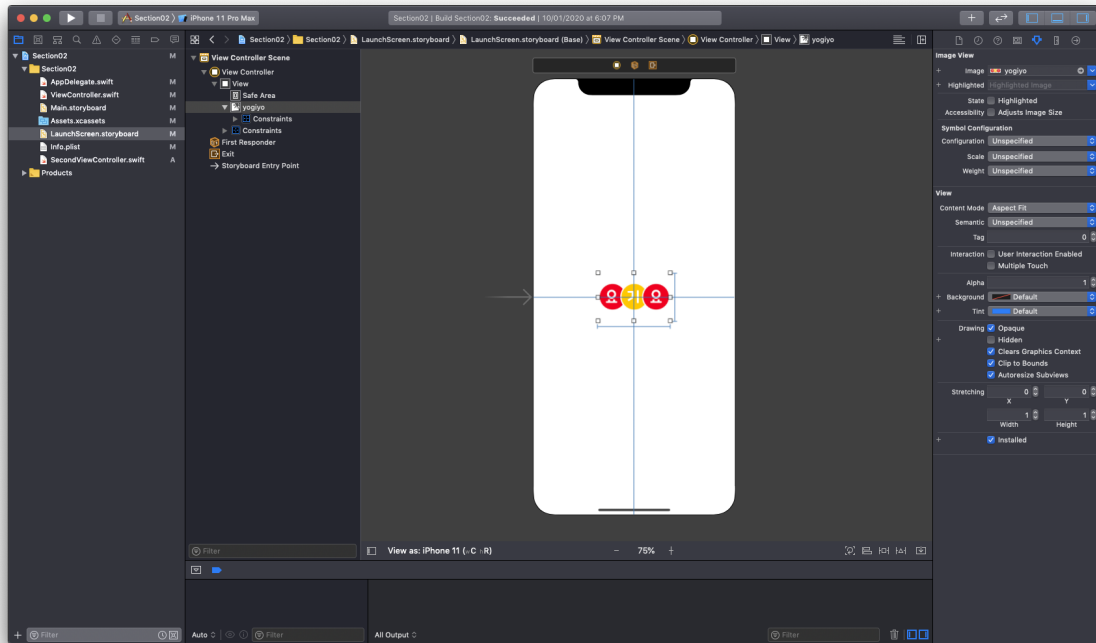 Section02 〉 iPhone 11 Pro Max
Section02 | Build Section02: Succeeded | 10/01/2020 at 6:07 PM
Section02 〉 Section02 〉 LaunchScreen.storyboard 〉 LaunchScreen.storyboard (Base) 〉 View Controller Scene 〉 View Controller 〉 View 〉 yogiyo
Section02 M
Section02
AppDelegate.swift M
ViewController.swift M
Main.storyboard M
Assets.xcassets M
LaunchScreen.storyboard M
Info.plist M
SecondViewController.swift A
Products
View Controller Scene
View Controller
View
Safe Area
yogiyo
Constraints
Constraints
First Responder
Exit
Storyboard Entry Point
요기요
Image View
Image yogiyo
Highlighted Highlighted Image
State Highlighted
Accessibility Adjusts Image Size
Symbol Configuration
Configuration Unspecified
Scale Unspecified
Weight Unspecified
View
Content Mode Aspect Fit
Semantic Unspecified
Tag 0
Interaction User Interaction Enabled
Multiple Touch
Alpha 1
Background Default
Tint Default
Drawing Opaque
Hidden
Clears Graphics Context
Clip to Bounds
Autoresize Subviews
Stretching 0 0
X Y
1 1
Width Height
Installed
Filter
View as: iPhone 11 (wC hR)
75%
Filter
Auto
Filter
All Output
Filter